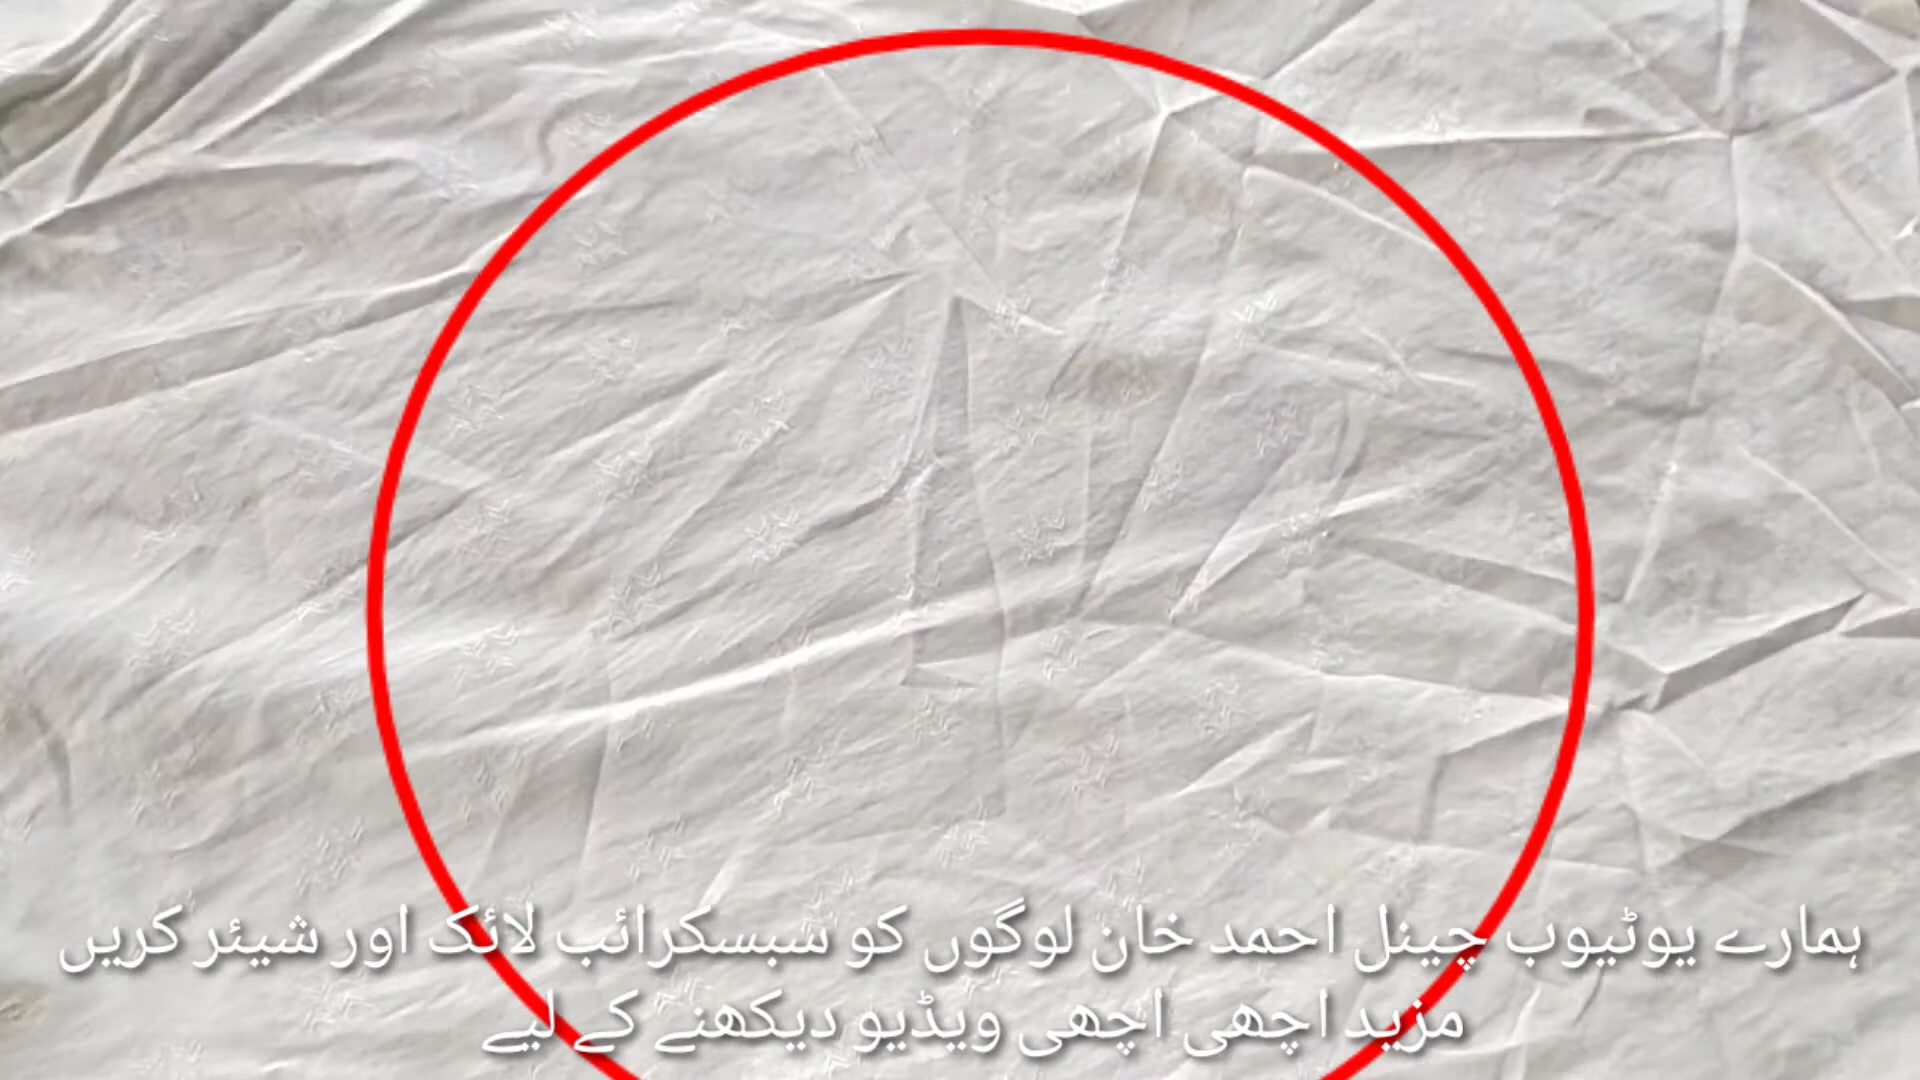 ہمارے یوٹیوب چینل احمد خان لوگوں کو سبسکرائب لائک اور شیئر کریں
مزید اچھی اچھی ویڈیو دیکھنے کے لیے